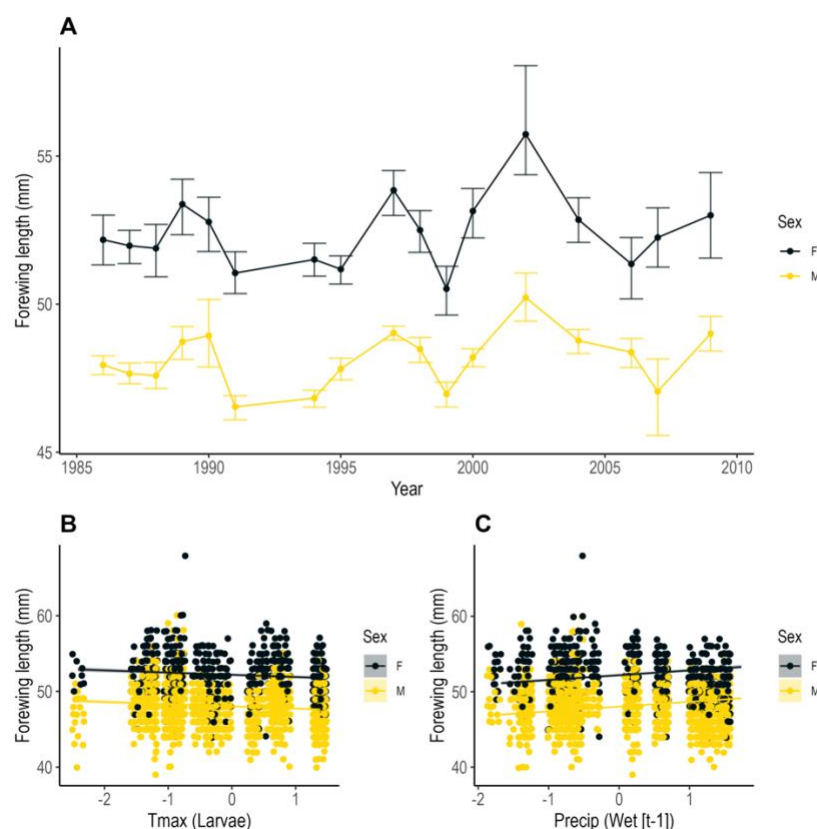 A
Forewing length (mm)
55
50
45
1985
1990
1995
2000
2005
2010
Year
Sex
F
M
B
Forewing length (mm)
60
50
40
-2
-1
0
1
Tmax (Larvae)
Sex
F
M
C
Forewing length (mm)
60
50
40
-2
-1
0
1
Precip (Wet [t-1])
Sex
F
M